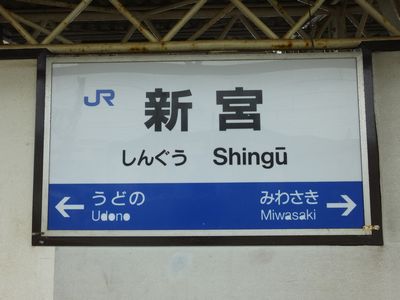 JR
新宮
しんぐう Shingū
← うどの みわさき →
Udono Miwasaki